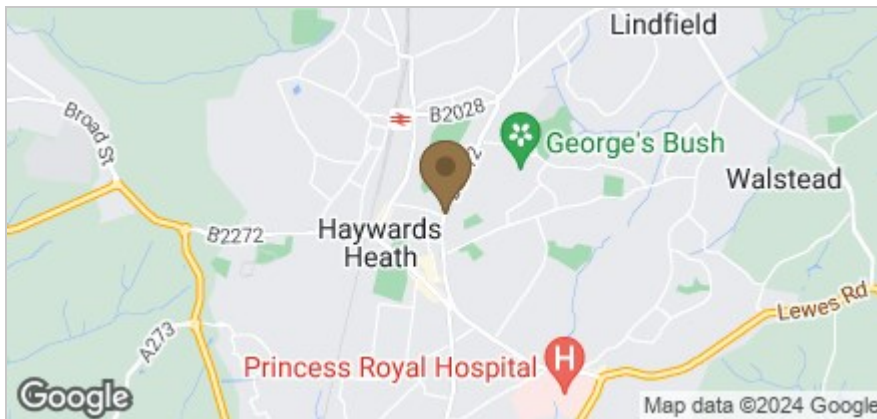 Lindfield
B2028
Broad St
George's Bush
Walstead
B2272
Haywards
Heath
Lewes Rd
A273
Princess Royal Hospital
H
Google
Map data ©2024 Google